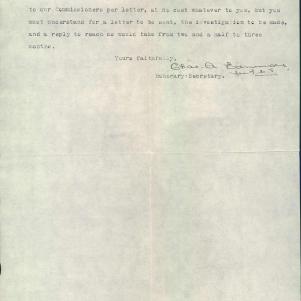 to our Commissioners per letter, at no cost whatever to you, but you
must understand for a letter to be sent, the investigation to be made,
and a reply to reach us would take from two and a half to three
months.
Yours faithfully,
Chas. A.
Honorary Secretary.